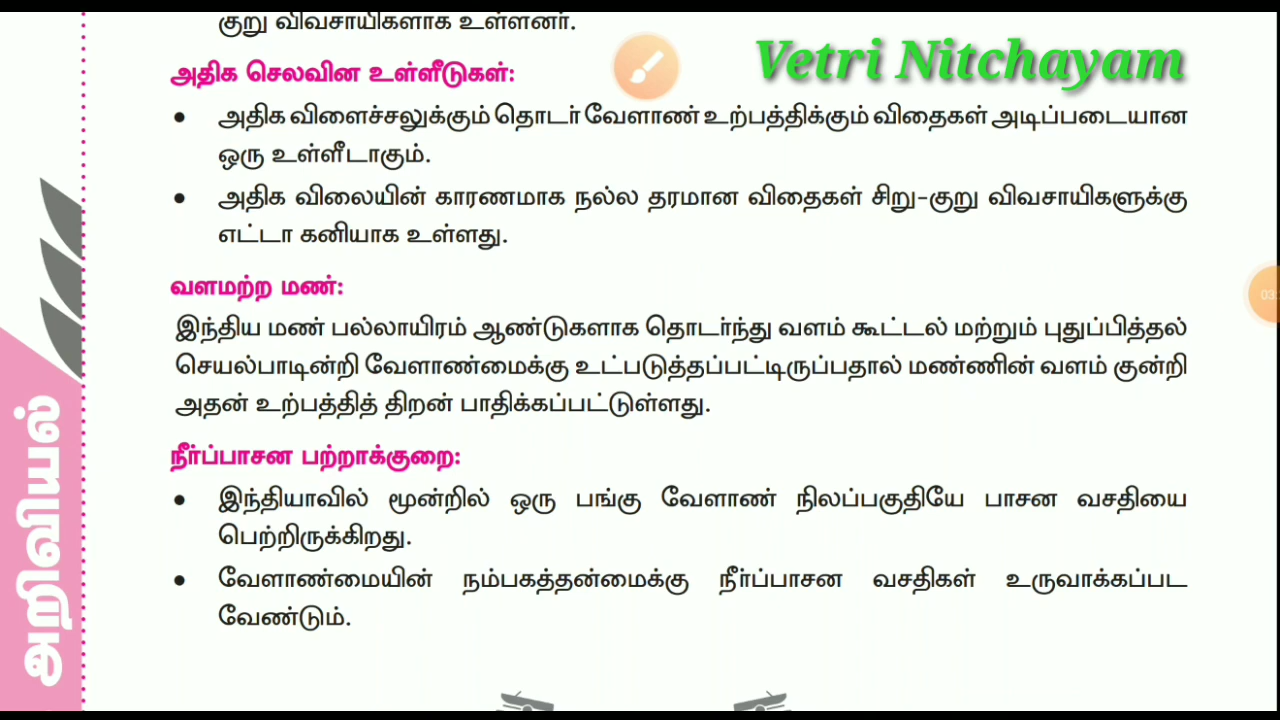 குறு விவசாயிகளாக உள்ளனர்.
Vetri Nitchayam
அதிக செலவின உள்ளீடுகள்:
● அதிக விளைச்சலுக்கும் தொடர் வேளாண் உற்பத்திக்கும் விதைகள் அடிப்படையான
ஒரு உள்ளீடாகும்.
● அதிக விலையின் காரணமாக நல்ல தரமான விதைகள் சிறு-குறு விவசாயிகளுக்கு
எட்டா கனியாக உள்ளது.
வளமற்ற மண்:
இந்திய மண் பல்லாயிரம் ஆண்டுகளாக தொடர்ந்து வளம் கூட்டல் மற்றும் புதுப்பித்தல்
செயல்பாடின்றி வேளாண்மைக்கு உட்படுத்தப்பட்டிருப்பதால் மண்ணின் வளம் குன்றி
அதன் உற்பத்தித் திறன் பாதிக்கப்பட்டுள்ளது.
நீர்ப்பாசன பற்றாக்குறை:
● இந்தியாவில் மூன்றில் ஒரு பங்கு வேளாண் நிலப்பகுதியே பாசன வசதியை
பெற்றிருக்கிறது.
● வேளாண்மையின் நம்பகத்தன்மைக்கு நீர்ப்பாசன வசதிகள் உருவாக்கப்பட
வேண்டும்.
அறிவியல்